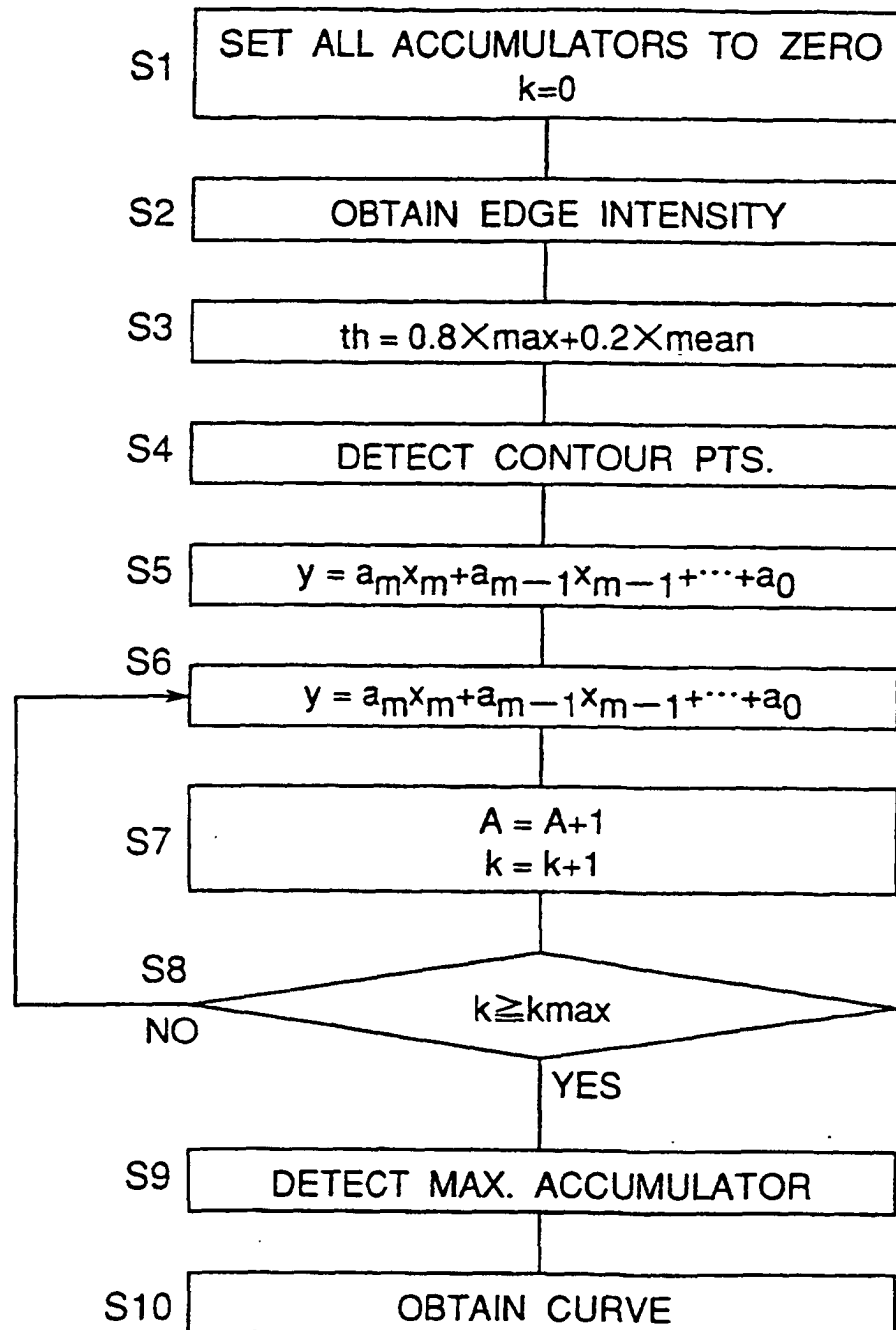 S1
SET ALL ACCUMULATORS TO ZERO
k=0
S2
OBTAIN EDGE INTENSITY
S3
th = 0.8×max+0.2×mean
S4
DETECT CONTOUR PTS.
S5
y = amxm+am−1xm−1+⋯+a0
S6
y = amxm+am−1xm−1+⋯+a0
S7
A = A+1
k = k+1
S8
k≧kmax
NO
YES
S9
DETECT MAX. ACCUMULATOR
S10
OBTAIN CURVE